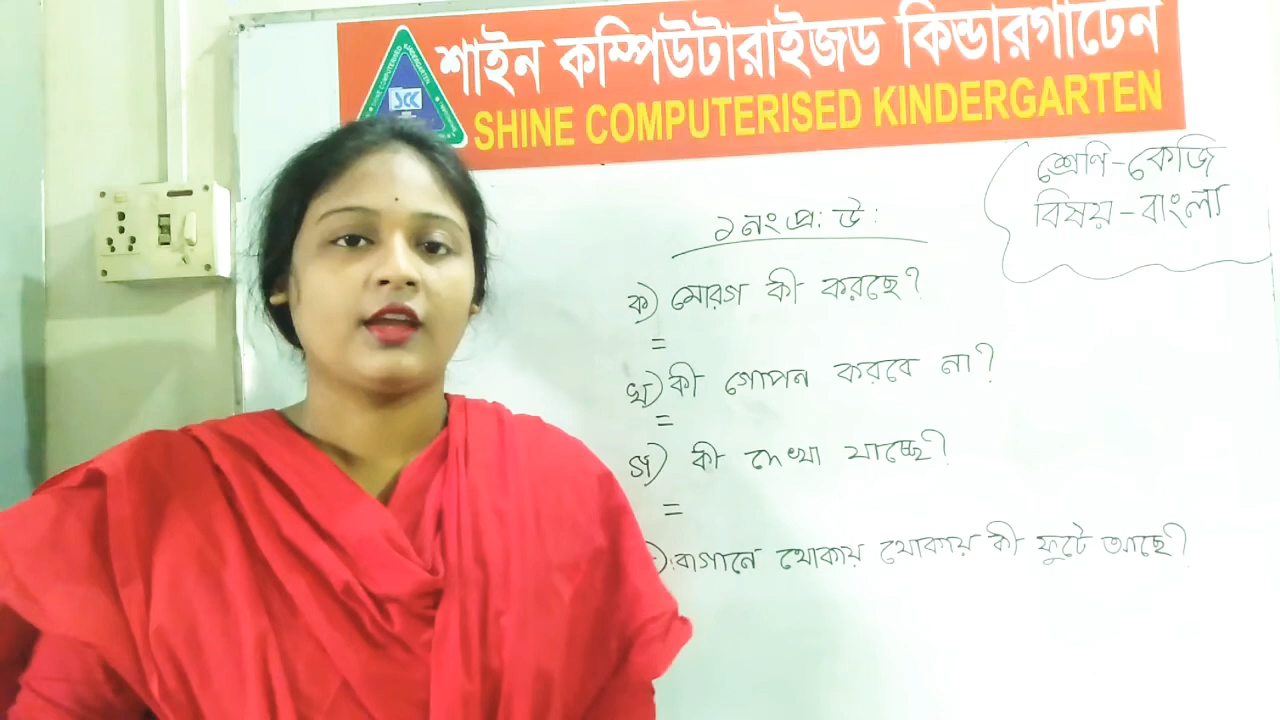 শাইন কম্পিউটারাইজড কিন্ডারগার্টেন
SHINE COMPUTERISED KINDERGARTEN
শ্রেণি-কেজি
বিষয়-বাংলা
১নং প্র: উ:
ক) মোরগ কী করছে?
=
খ) কী গোপন করবে না?
=
গ) কী দেখা যাচ্ছে?
=
) বাগানে থোকায় থোকায় কী ফুটে আছে?